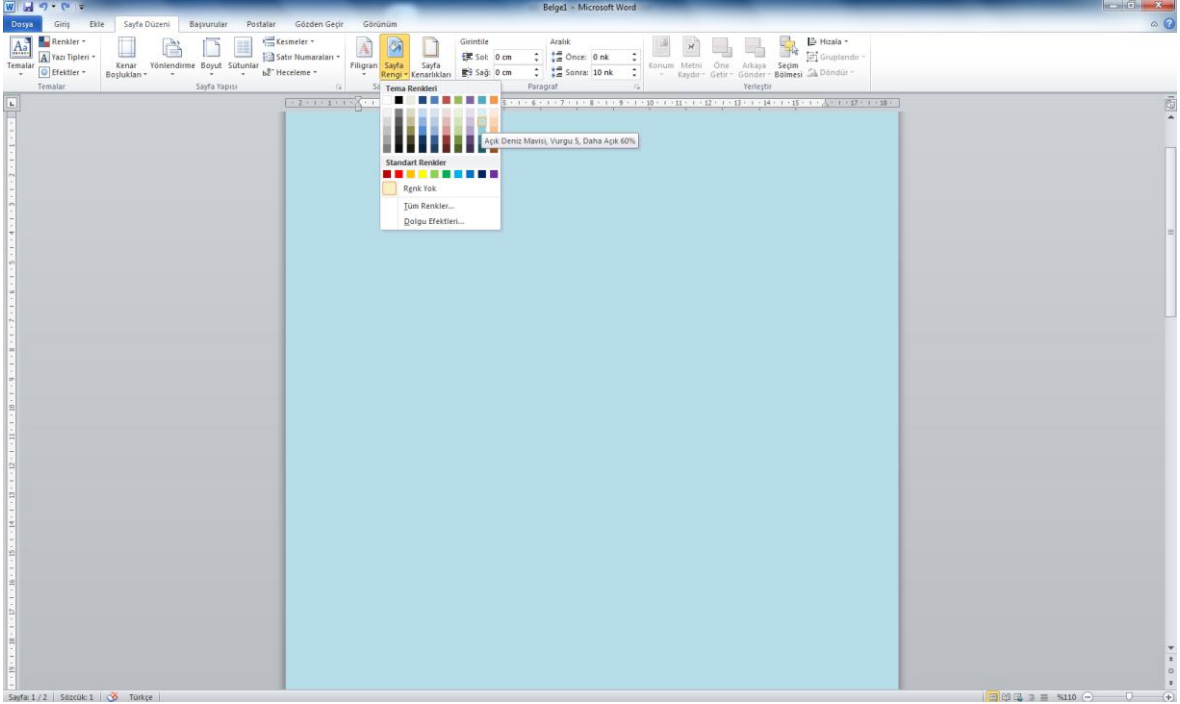 Belge1 - Microsoft Word
Dosya Giriş Ekle Sayfa Düzeni Başvurular Postalar Gözden Geçir Görünüm
Temalar
Renkler
Yazı Tipleri
Efektler
Temalar
Kenar Boşlukları
Yönlendirme
Boyut
Sütunlar
Kesmeler
Satır Numaraları
Heceleme
Sayfa Yapısı
Filigran
Sayfa Rengi
Sayfa Kenarlıkları
Girintile
Sol: 0 cm
Sağ: 0 cm
Aralık
Önce: 0 nk
Sonra: 10 nk
Paragraf
Konum
Metni Kaydır
Öne Getir
Arkaya Gönder
Seçim Bölmesi
Hizala
Gruplandır
Döndür
Yerleştir
Tema Renkleri
Açık Deniz Mavisi, Vurgu 5, Daha Açık 60%
Standart Renkler
Renk Yok
Tüm Renkler...
Dolgu Efektleri...
Sayfa: 1 / 2 Sözcük: 1 Türkçe %110